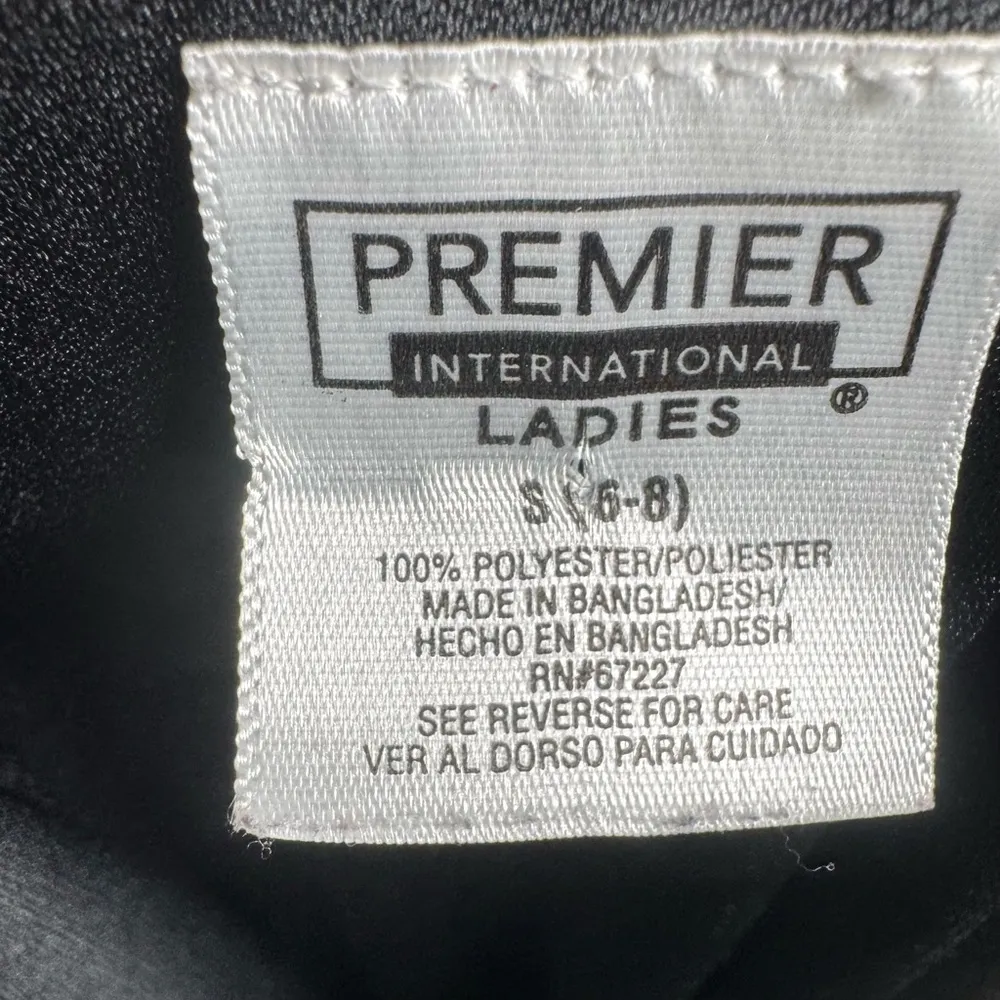 PREMIER
INTERNATIONAL
®
LADIES
S (6-8)
100% POLYESTER/POLIESTER
MADE IN BANGLADESH/
HECHO EN BANGLADESH
RN#67227
SEE REVERSE FOR CARE
VER AL DORSO PARA CUIDADO